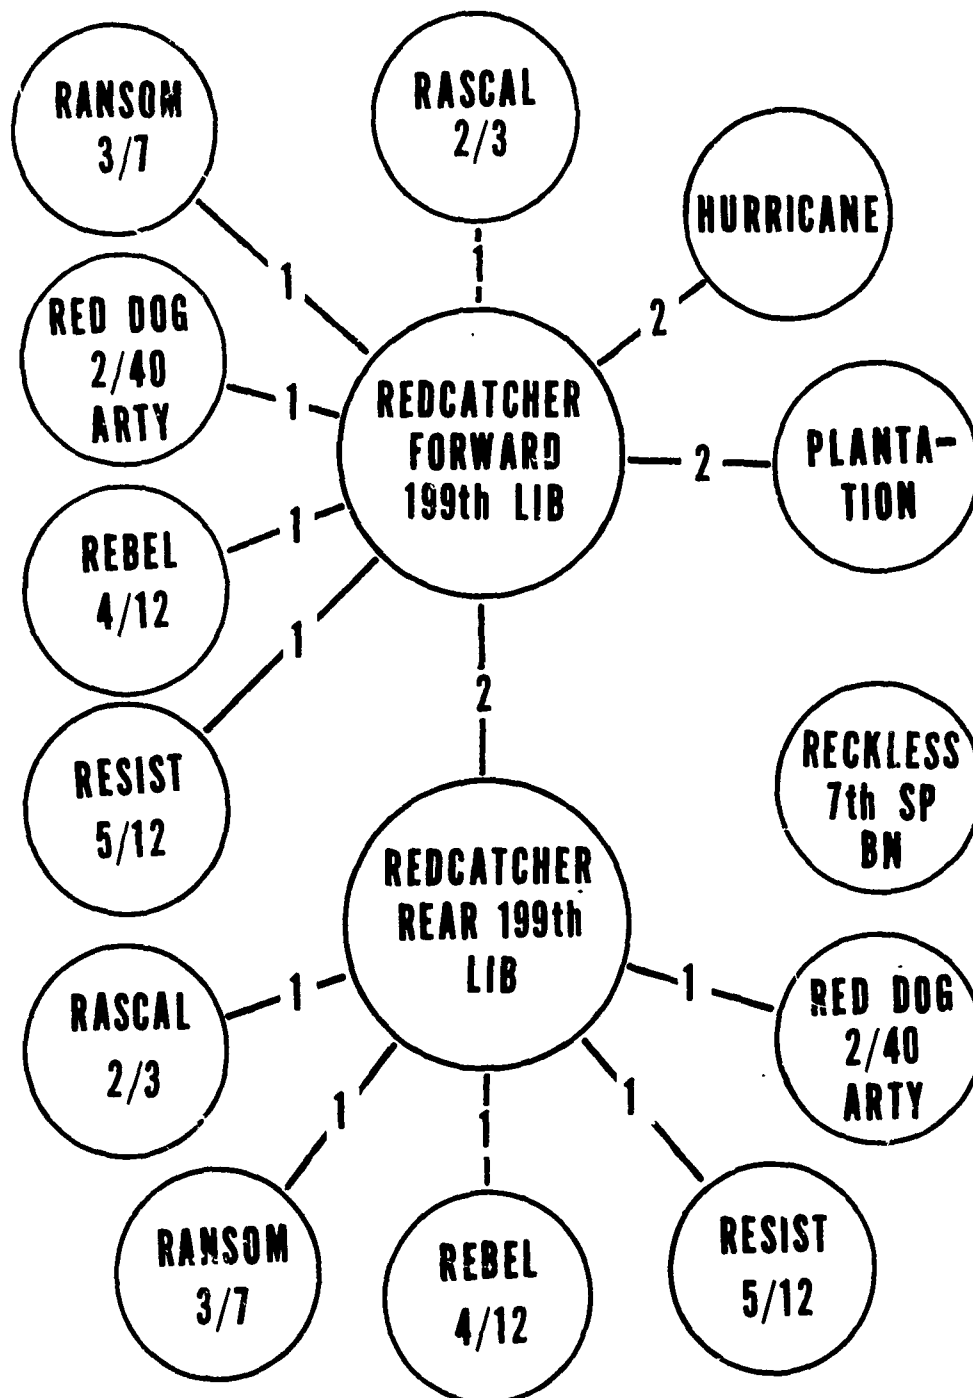 RANSOM
3/7
RASCAL
2/3
HURRICANE
1
1
2
RED DOG
2/40
ARTY
1
REDCATCHER
FORWARD
199th LIB
2
PLANTA-
TION
REBEL
4/12
1
1
2
RESIST
5/12
RECKLESS
7th SP
BN
REDCATCHER
REAR 199th
LIB
RASCAL
2/3
1
1
RED DOG
2/40
ARTY
1
1
1
RANSOM
3/7
REBEL
4/12
RESIST
5/12